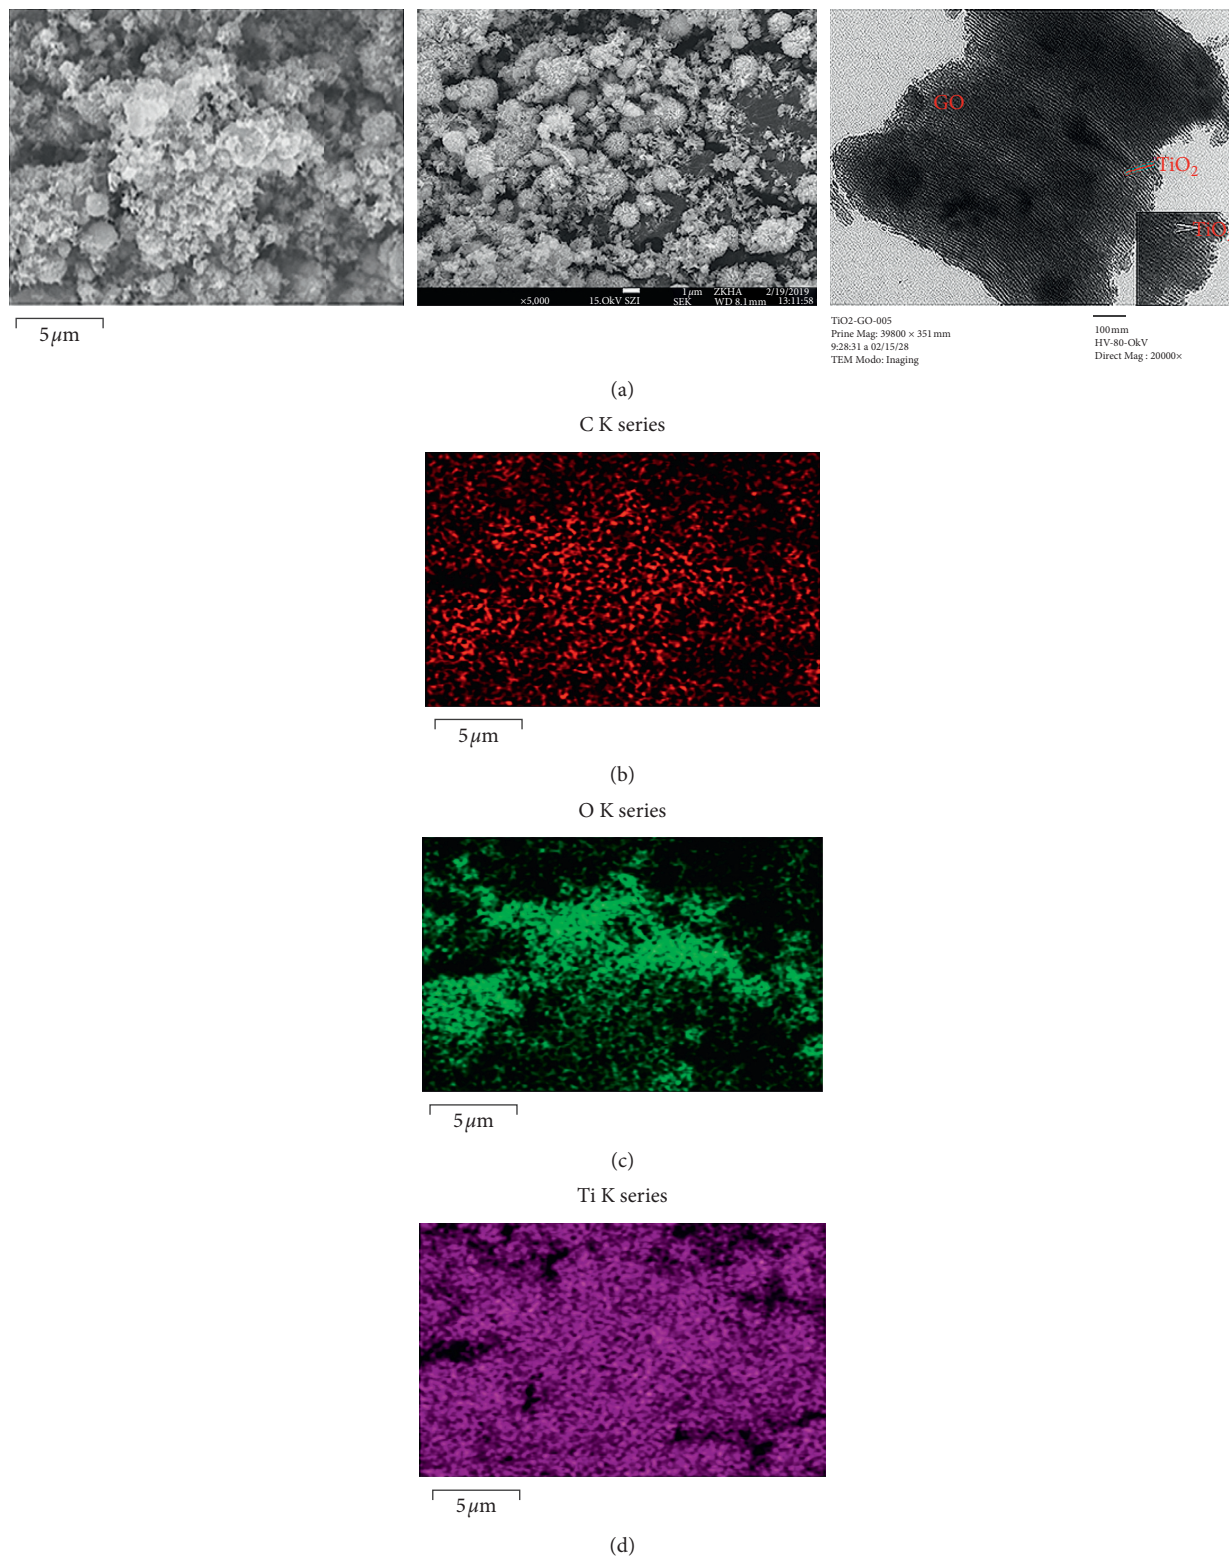 GO
TiO2
TiO
×5,000 15.OkV SZI SEK 1 μm WD 8.1 mm ZKHA 2/19/2019 13:11:58
5 μm
TiO2-GO-005
Prine Mag: 39800 × 351 mm
9:28:31 a 02/15/28
TEM Modo: Inaging
100 mm
HV-80-OkV
Direct Mag : 20000×
(a)
C K series
5 μm
(b)
O K series
5 μm
(c)
Ti K series
5 μm
(d)